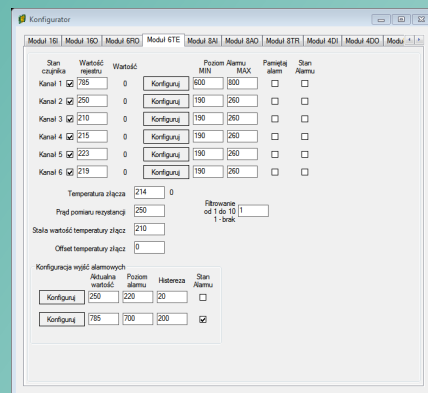 Konfigurator
Moduł 16I Moduł 16O Moduł 6RO Moduł 6TE Moduł 8AI Moduł 8AO Moduł 8TR Moduł 4DI Moduł 4DO
Stan czujnika Wartość rejestru Wartość Poziom Alarmu MIN MAX Pamiętaj alarm Stan Alarmu
Kanał 1 785 0 Konfiguruj 600 800
Kanał 2 250 0 Konfiguruj 190 260
Kanał 3 210 0 Konfiguruj 190 260
Kanał 4 215 0 Konfiguruj 190 260
Kanał 5 223 0 Konfiguruj 190 260
Kanał 6 219 0 Konfiguruj 190 260
Temperatura złącza 214 0
Prąd pomiaru rezystancji 250
Filtrowanie
od 1 do 10 1
1 - brak
Stała wartość temperatury złącz 210
Offset temperatury złącz 0
Konfiguracja wyjść alarmowych
Aktualna wartość Poziom alarmu Histereza Stan Alarmu
Konfiguruj 250 220 20
Konfiguruj 785 700 200